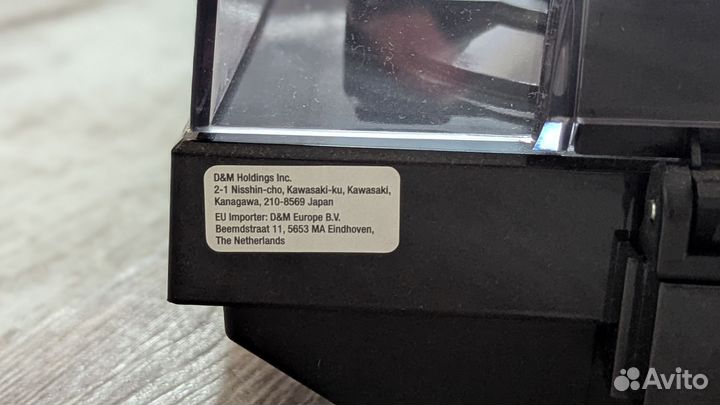 D&M Holdings Inc.
2-1 Nisshin-cho, Kawasaki-ku, Kawasaki,
Kanagawa, 210-8569 Japan
EU Importer: D&M Europe B.V.
Beemdstraat 11, 5653 MA Eindhoven,
The Netherlands
Avito